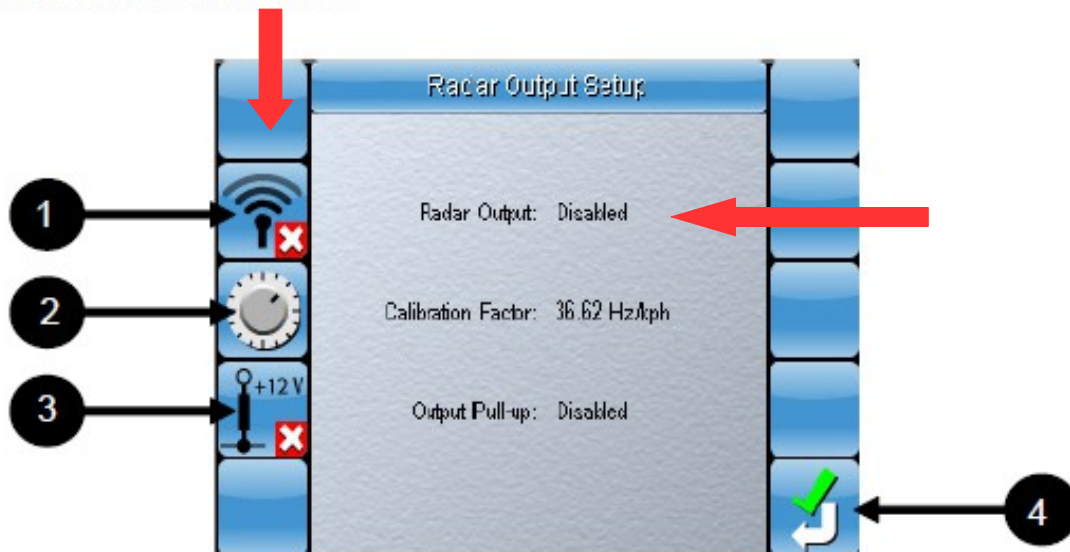 Radar Output Setup
1
Radar Output: Disabled
2
Calibration Factor: 36.62 Hz/kph
3
+12 V
Output Pull-up: Disabled
4